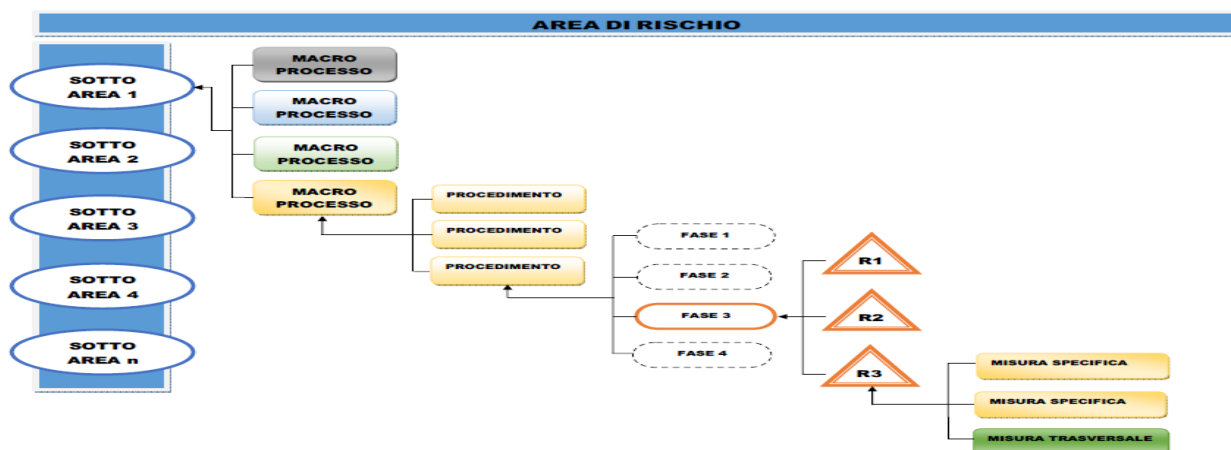 AREA DI RISCHIO
SOTTO
AREA 1
SOTTO
AREA 2
SOTTO
AREA 3
SOTTO
AREA 4
SOTTO
AREA n
MACRO
PROCESSO
MACRO
PROCESSO
MACRO
PROCESSO
MACRO
PROCESSO
PROCEDIMENTO
PROCEDIMENTO
PROCEDIMENTO
FASE 1
FASE 2
FASE 3
FASE 4
R1
R2
R3
MISURA SPECIFICA
MISURA SPECIFICA
MISURA TRASVERSALE